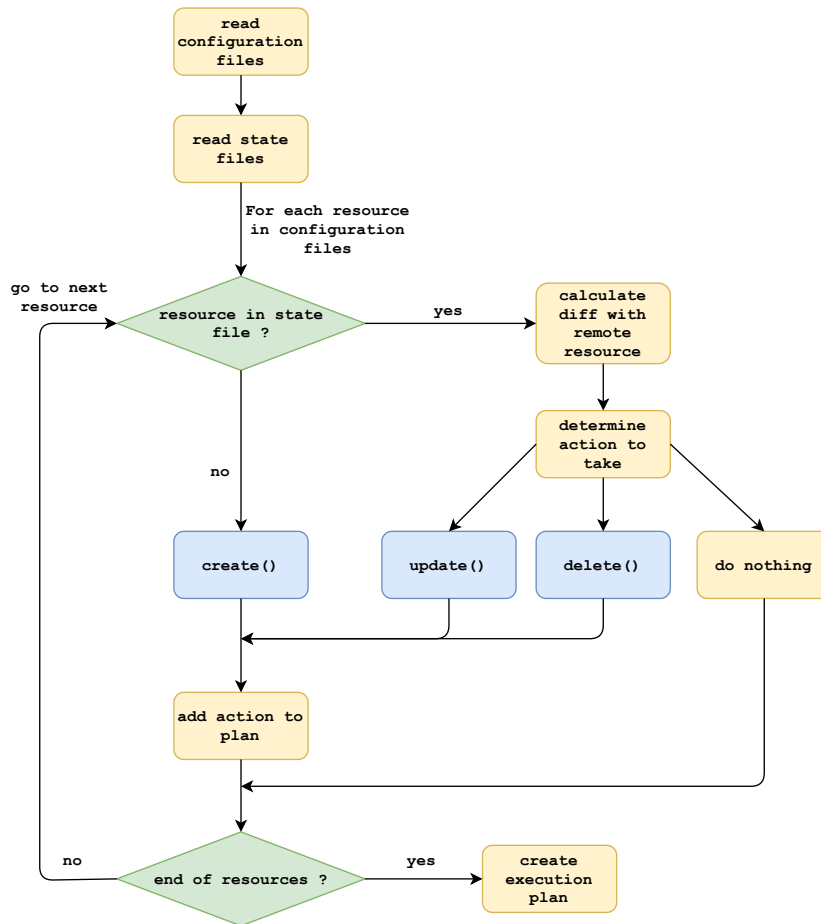 read
configuration
files
read state
files
For each resource
in configuration
files
go to next
resource
resource in state
file ?
yes
calculate
diff with
remote
resource
determine
action to
take
no
create()
update()
delete()
do nothing
add action to
plan
no
end of resources ?
yes
create
execution
plan